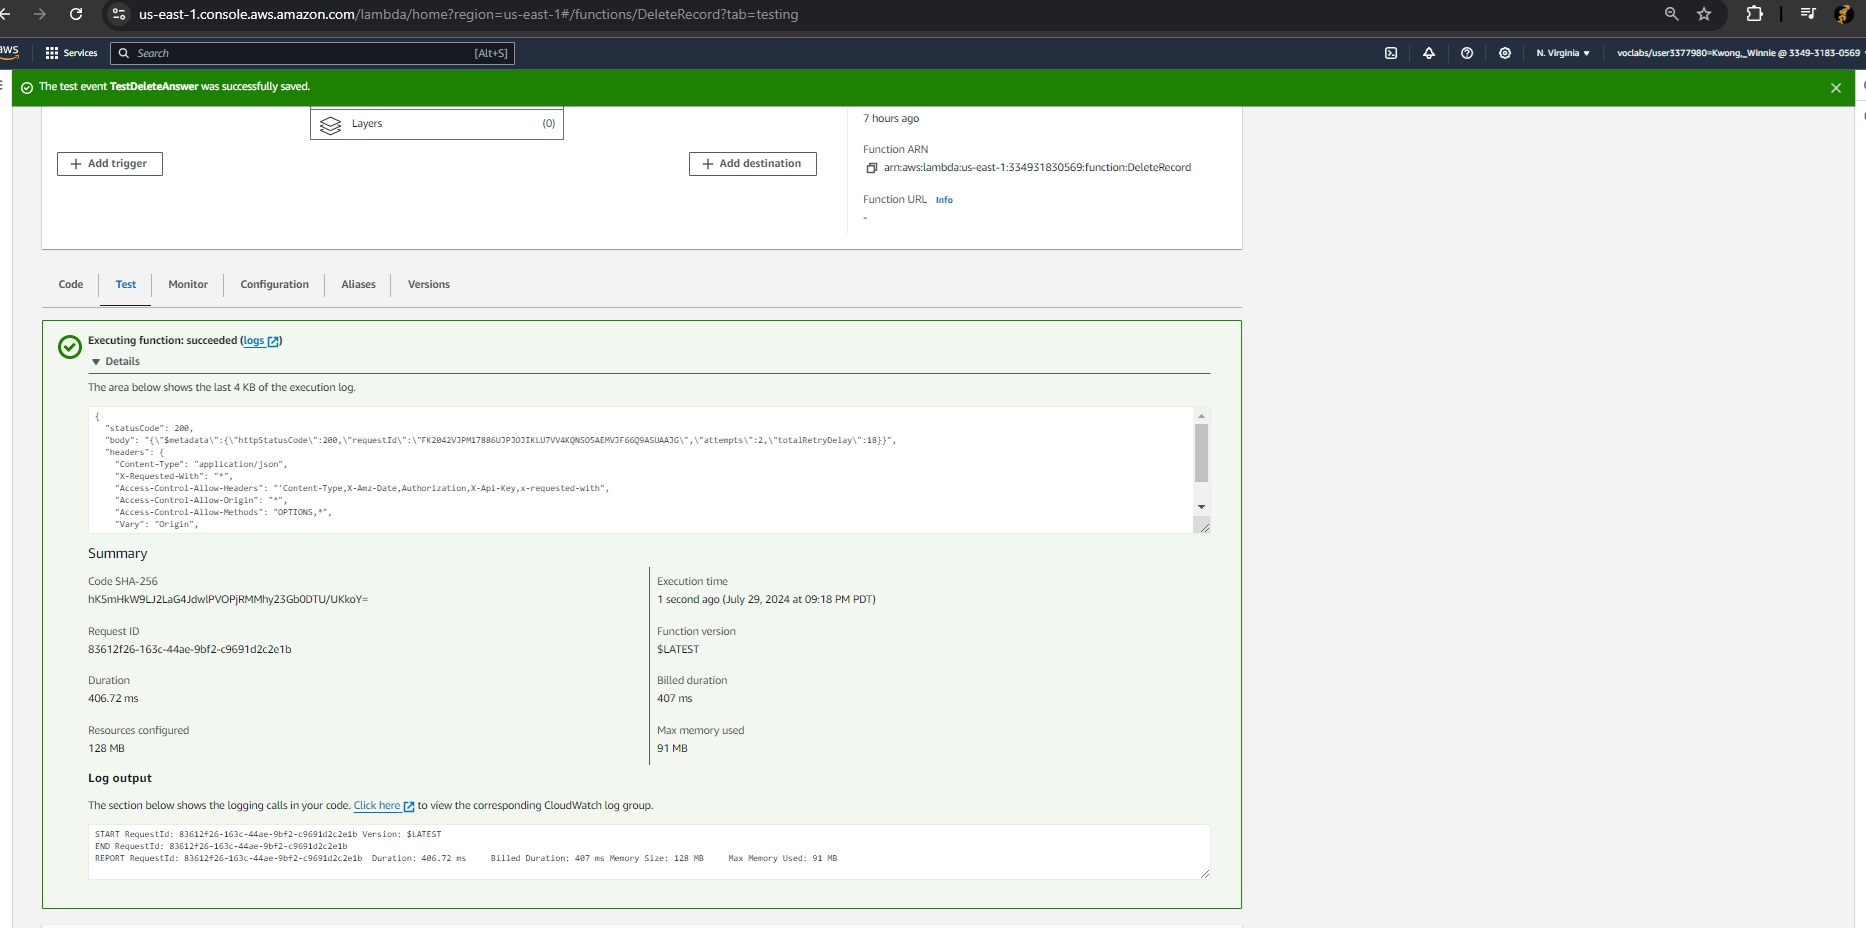 us-east-1.console.aws.amazon.com/lambda/home?region=us-east-1#/functions/DeleteRecord?tab=testing
aws
Services
Search
[Alt+S]
N. Virginia
voclabs/user3377980=Kwong,_Winnie @ 3349-3183-0569
The test event TestDeleteAnswer was successfully saved.
Layers
(0)
7 hours ago
Function ARN
Add trigger
Add destination
arn:aws:lambda:us-east-1:334931830569:function:DeleteRecord
Function URL Info
-
Code
Test
Monitor
Configuration
Aliases
Versions
Executing function: succeeded (logs)
Details
The area below shows the last 4 KB of the execution log.
{
"statusCode": 200,
"body": "{\"$metadata\":{\"httpStatusCode\":200,\"requestId\":\"FK2042VJPM17886UJPJOJIKLU7VV4KQNSO5AEMVJF66Q9ASUAAJG\",\"attempts\":2,\"totalRetryDelay\":18}}",
"headers": {
"Content-Type": "application/json",
"X-Requested-With": "*",
"Access-Control-Allow-Headers": "'Content-Type,X-Amz-Date,Authorization,X-Api-Key,x-requested-with",
"Access-Control-Allow-Origin": "*",
"Access-Control-Allow-Methods": "OPTIONS,*",
"Vary": "Origin",
Summary
Code SHA-256
hK5mHkW9LJ2LaG4JdwlPVOPjRMMhy23Gb0DTU/UKkoY=
Execution time
1 second ago (July 29, 2024 at 09:18 PM PDT)
Request ID
83612f26-163c-44ae-9bf2-c9691d2c2e1b
Function version
$LATEST
Duration
406.72 ms
Billed duration
407 ms
Resources configured
128 MB
Max memory used
91 MB
Log output
The section below shows the logging calls in your code. Click here to view the corresponding CloudWatch log group.
START RequestId: 83612f26-163c-44ae-9bf2-c9691d2c2e1b Version: $LATEST
END RequestId: 83612f26-163c-44ae-9bf2-c9691d2c2e1b
REPORT RequestId: 83612f26-163c-44ae-9bf2-c9691d2c2e1b Duration: 406.72 ms Billed Duration: 407 ms Memory Size: 128 MB Max Memory Used: 91 MB